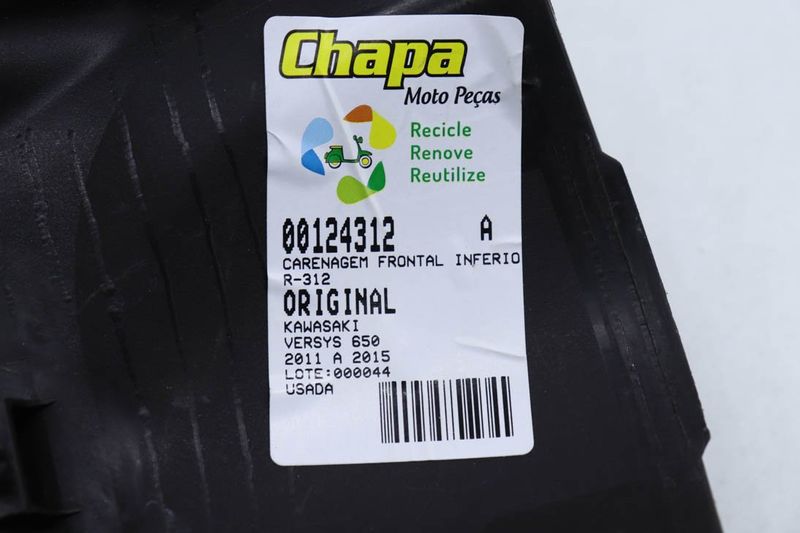 Chapa
Moto Peças
Recicle
Renove
Reutilize
00124312 A
CARENAGEM FRONTAL INFERIO
R-312
ORIGINAL
KAWASAKI
VERSYS 650
2011 A 2015
LOTE:000044
USADA